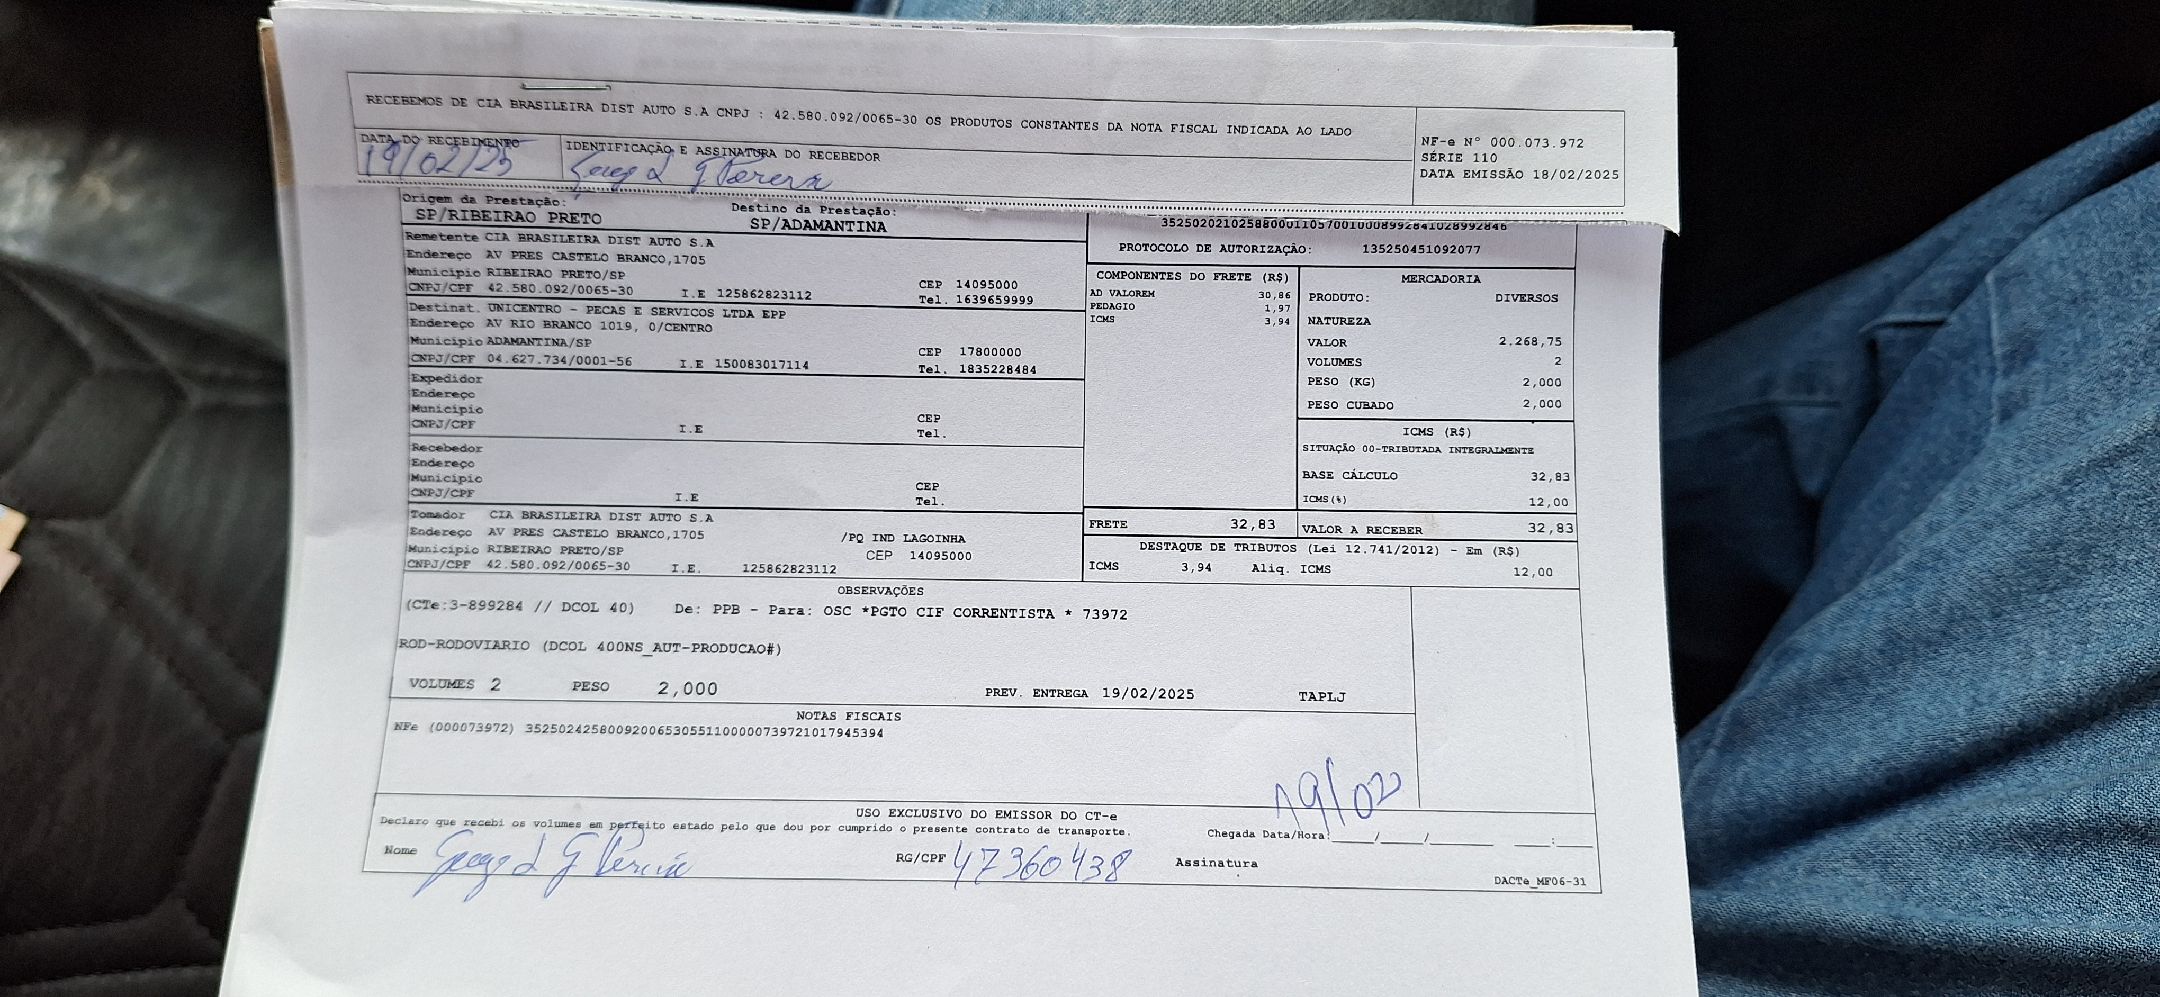 RECEBEMOS DE CIA BRASILEIRA DIST AUTO S.A CNPJ : 42.580.092/0065-30 OS PRODUTOS CONSTANTES DA NOTA FISCAL INDICADA AO LADO
NF-e N° 000.073.972
SÉRIE 110
DATA EMISSÃO 18/02/2025
DATA DO RECEBIMENTO
19/02/25
IDENTIFICAÇÃO E ASSINATURA DO RECEBEDOR
Origem da Prestação:
SP/RIBEIRAO PRETO
Destino da Prestação:
SP/ADAMANTINA
PROTOCOLO DE AUTORIZAÇÃO: 135250451092077
Remetente CIA BRASILEIRA DIST AUTO S.A
Endereço AV PRES CASTELO BRANCO,1705
Município RIBEIRAO PRETO/SP CEP 14095000
CNPJ/CPF 42.580.092/0065-30 I.E 125862823112 Tel. 1639659999
Destinat. UNICENTRO - PECAS E SERVICOS LTDA EPP
Endereço AV RIO BRANCO 1019, 0/CENTRO
Município ADAMANTINA/SP CEP 17800000
CNPJ/CPF 04.627.734/0001-56 I.E 150083017114 Tel. 1835228484
Expedidor
Endereço
Município CEP
CNPJ/CPF I.E Tel.
Recebedor
Endereço
Município CEP
CNPJ/CPF I.E Tel.
Tomador CIA BRASILEIRA DIST AUTO S.A
Endereço AV PRES CASTELO BRANCO,1705 /PQ IND LAGOINHA
Município RIBEIRAO PRETO/SP CEP 14095000
CNPJ/CPF 42.580.092/0065-30 I.E. 125862823112
COMPONENTES DO FRETE (R$)
AD VALOREM 30,86
PEDAGIO 1,97
ICMS 3,94
MERCADORIA
PRODUTO: DIVERSOS
NATUREZA
VALOR 2.268,75
VOLUMES 2
PESO (KG) 2,000
PESO CUBADO 2,000
ICMS (R$)
SITUAÇÃO 00-TRIBUTADA INTEGRALMENTE
BASE CÁLCULO 32,83
ICMS(%) 12,00
FRETE 32,83
VALOR A RECEBER 32,83
DESTAQUE DE TRIBUTOS (Lei 12.741/2012) - Em (R$)
ICMS 3,94 Aliq. ICMS 12,00
OBSERVAÇÕES
(CTe:3-899284 // DCOL 40) De: PPB - Para: OSC *PGTO CIF CORRENTISTA * 73972
ROD-RODOVIARIO (DCOL 400NS_AUT-PRODUCAO#)
VOLUMES 2 PESO 2,000 PREV. ENTREGA 19/02/2025 TAPLJ
NOTAS FISCAIS
NFe (000073972) 35250242580092006530551100000739721017945394
19/02
USO EXCLUSIVO DO EMISSOR DO CT-e
Declaro que recebi os volumes em perfeito estado pelo que dou por cumprido o presente contrato de transporte.
Chegada Data/Hora:____/____/______ ____:____
Nome
RG/CPF 47360438
Assinatura
DACTe_MF06-31